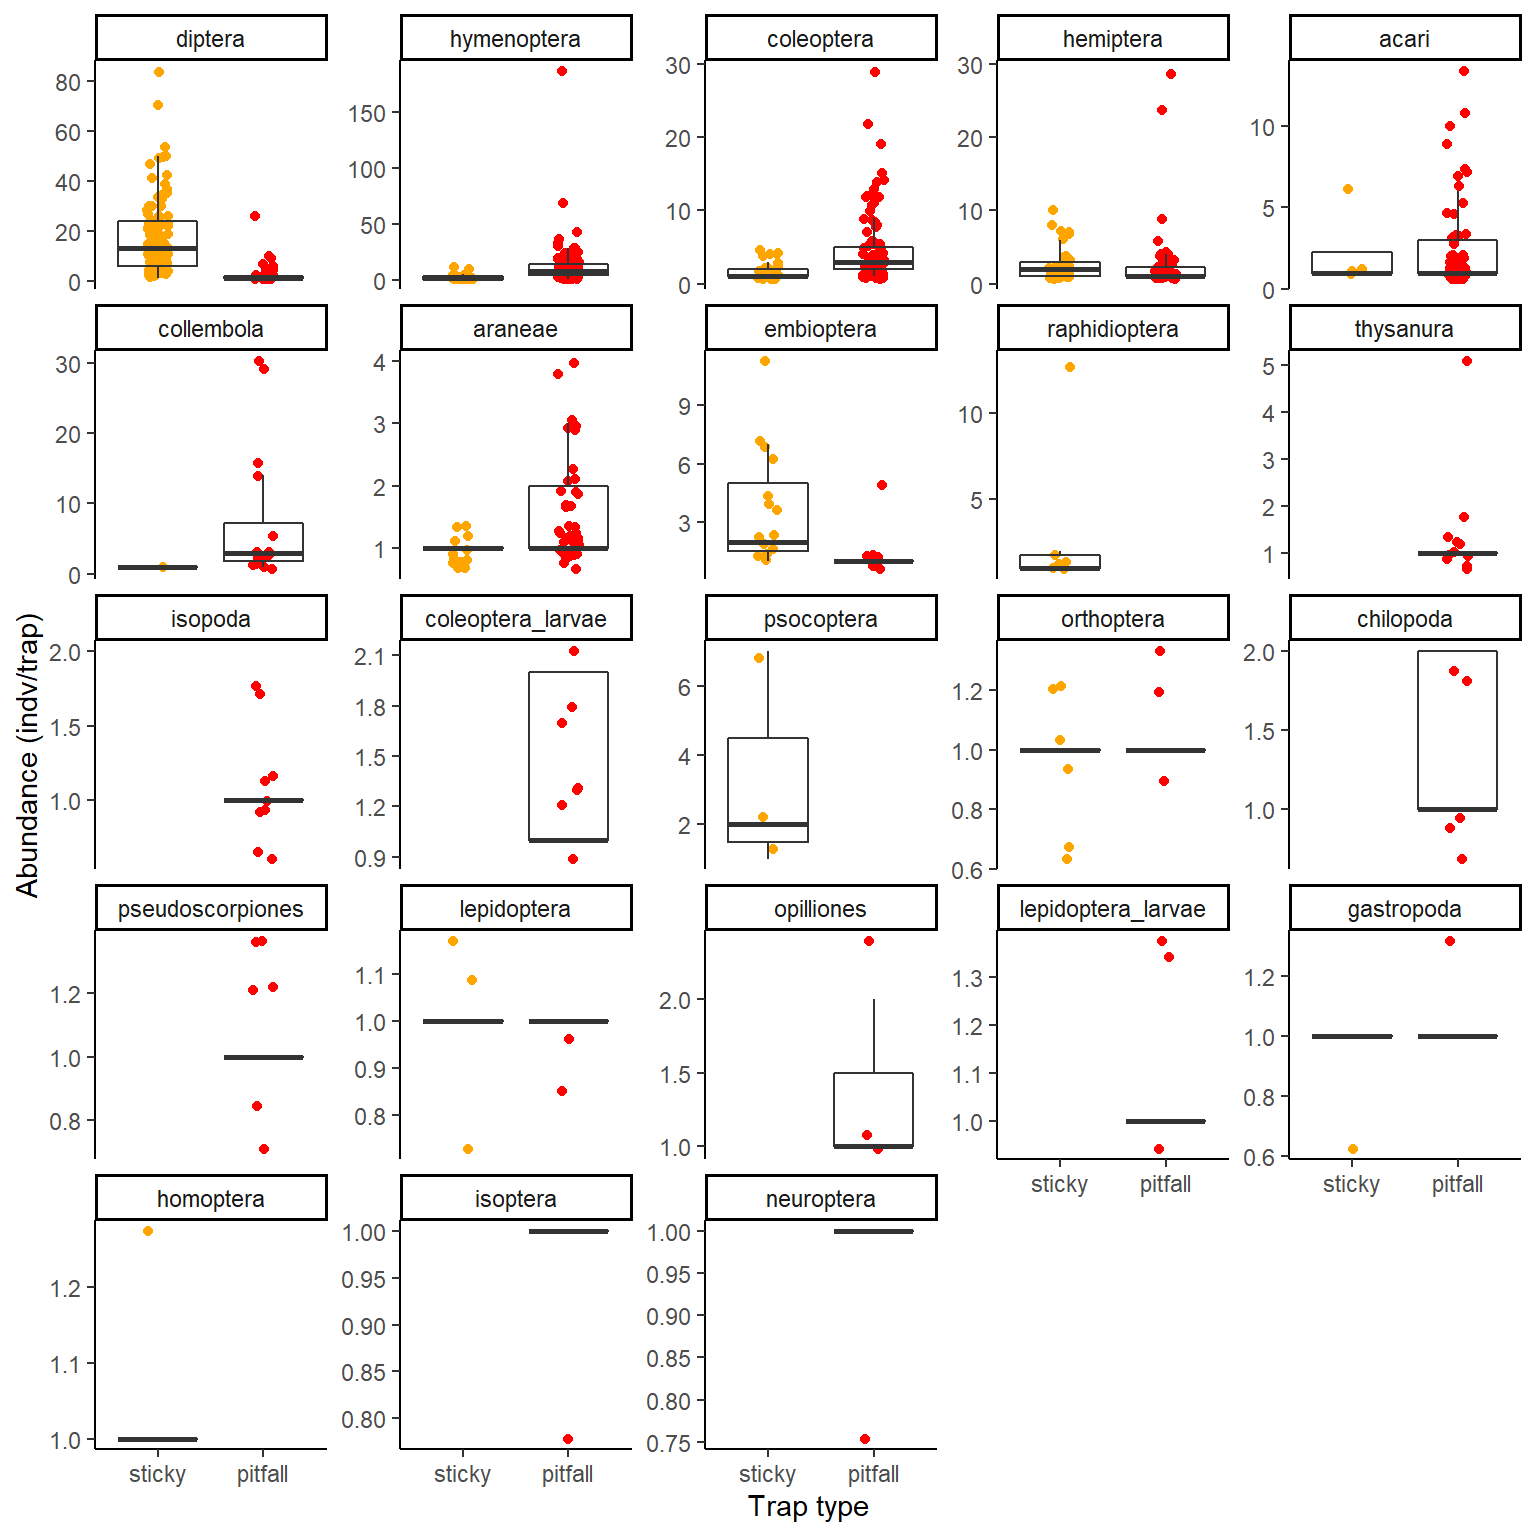 diptera
hymenoptera
coleoptera
hemiptera
acari
80
60
40
20
0
150
100
50
0
30
20
10
0
30
20
10
0
10
5
0
collembola
araneae
embioptera
raphidioptera
thysanura
30
20
10
0
4
3
2
1
9
6
3
10
5
5
4
3
2
1
isopoda
coleoptera_larvae
psocoptera
orthoptera
chilopoda
2.0
1.5
1.0
2.1
1.8
1.5
1.2
0.9
6
4
2
1.2
1.0
0.8
0.6
2.0
1.5
1.0
Abundance (indv/trap)
pseudoscorpiones
lepidoptera
opilliones
lepidoptera_larvae
gastropoda
1.2
1.0
0.8
1.1
1.0
0.9
0.8
2.0
1.5
1.0
1.3
1.2
1.1
1.0
1.2
1.0
0.8
0.6
sticky pitfall
sticky pitfall
homoptera
isoptera
neuroptera
1.2
1.1
1.0
1.00
0.95
0.90
0.85
0.80
1.00
0.95
0.90
0.85
0.80
0.75
sticky pitfall
sticky pitfall
sticky pitfall
Trap type